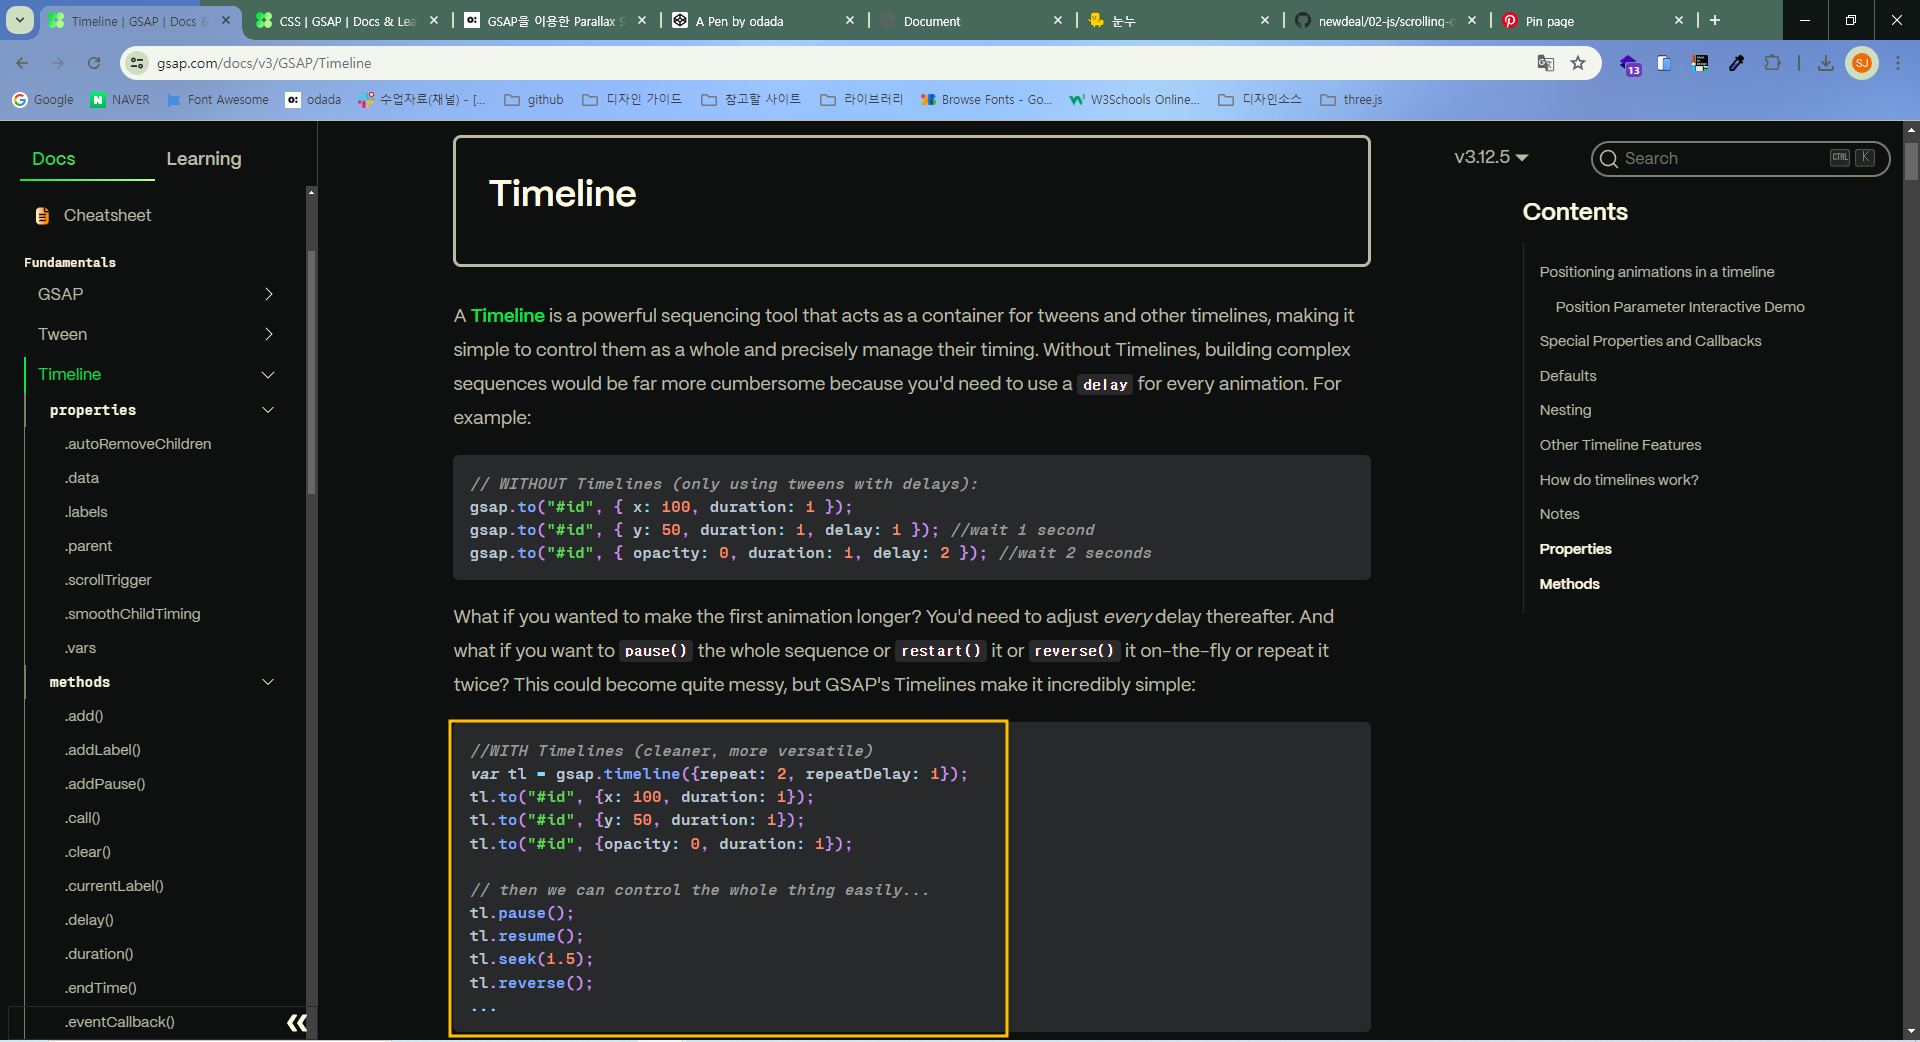 Timeline | GSAP | Docs &
CSS | GSAP | Docs & Lea
GSAP을 이용한 Parallax S
A Pen by odada
Document
눈누
newdeal/02-js/scrolling-c
Pin page
gsap.com/docs/v3/GSAP/Timeline
13
SJ
Google
NAVER
Font Awesome
odada
수업자료(채널) - [...
github
디자인 가이드
참고할 사이트
라이브러리
Browse Fonts - Go...
W3Schools Online...
디자인소스
three.js
Docs
Learning
Cheatsheet
Fundamentals
GSAP
Tween
Timeline
properties
.autoRemoveChildren
.data
.labels
.parent
.scrollTrigger
.smoothChildTiming
.vars
methods
.add()
.addLabel()
.addPause()
.call()
.clear()
.currentLabel()
.delay()
.duration()
.endTime()
.eventCallback()
Timeline
A Timeline is a powerful sequencing tool that acts as a container for tweens and other timelines, making it
simple to control them as a whole and precisely manage their timing. Without Timelines, building complex
sequences would be far more cumbersome because you'd need to use a delay for every animation. For
example:
// WITHOUT Timelines (only using tweens with delays):
gsap.to("#id", { x: 100, duration: 1 });
gsap.to("#id", { y: 50, duration: 1, delay: 1 }); //wait 1 second
gsap.to("#id", { opacity: 0, duration: 1, delay: 2 }); //wait 2 seconds
What if you wanted to make the first animation longer? You'd need to adjust every delay thereafter. And
what if you want to pause() the whole sequence or restart() it or reverse() it on-the-fly or repeat it
twice? This could become quite messy, but GSAP's Timelines make it incredibly simple:
//WITH Timelines (cleaner, more versatile)
var tl = gsap.timeline({repeat: 2, repeatDelay: 1});
tl.to("#id", {x: 100, duration: 1});
tl.to("#id", {y: 50, duration: 1});
tl.to("#id", {opacity: 0, duration: 1});
// then we can control the whole thing easily...
tl.pause();
tl.resume();
tl.seek(1.5);
tl.reverse();
...
v3.12.5
Search
CTRL
K
Contents
Positioning animations in a timeline
Position Parameter Interactive Demo
Special Properties and Callbacks
Defaults
Nesting
Other Timeline Features
How do timelines work?
Notes
Properties
Methods